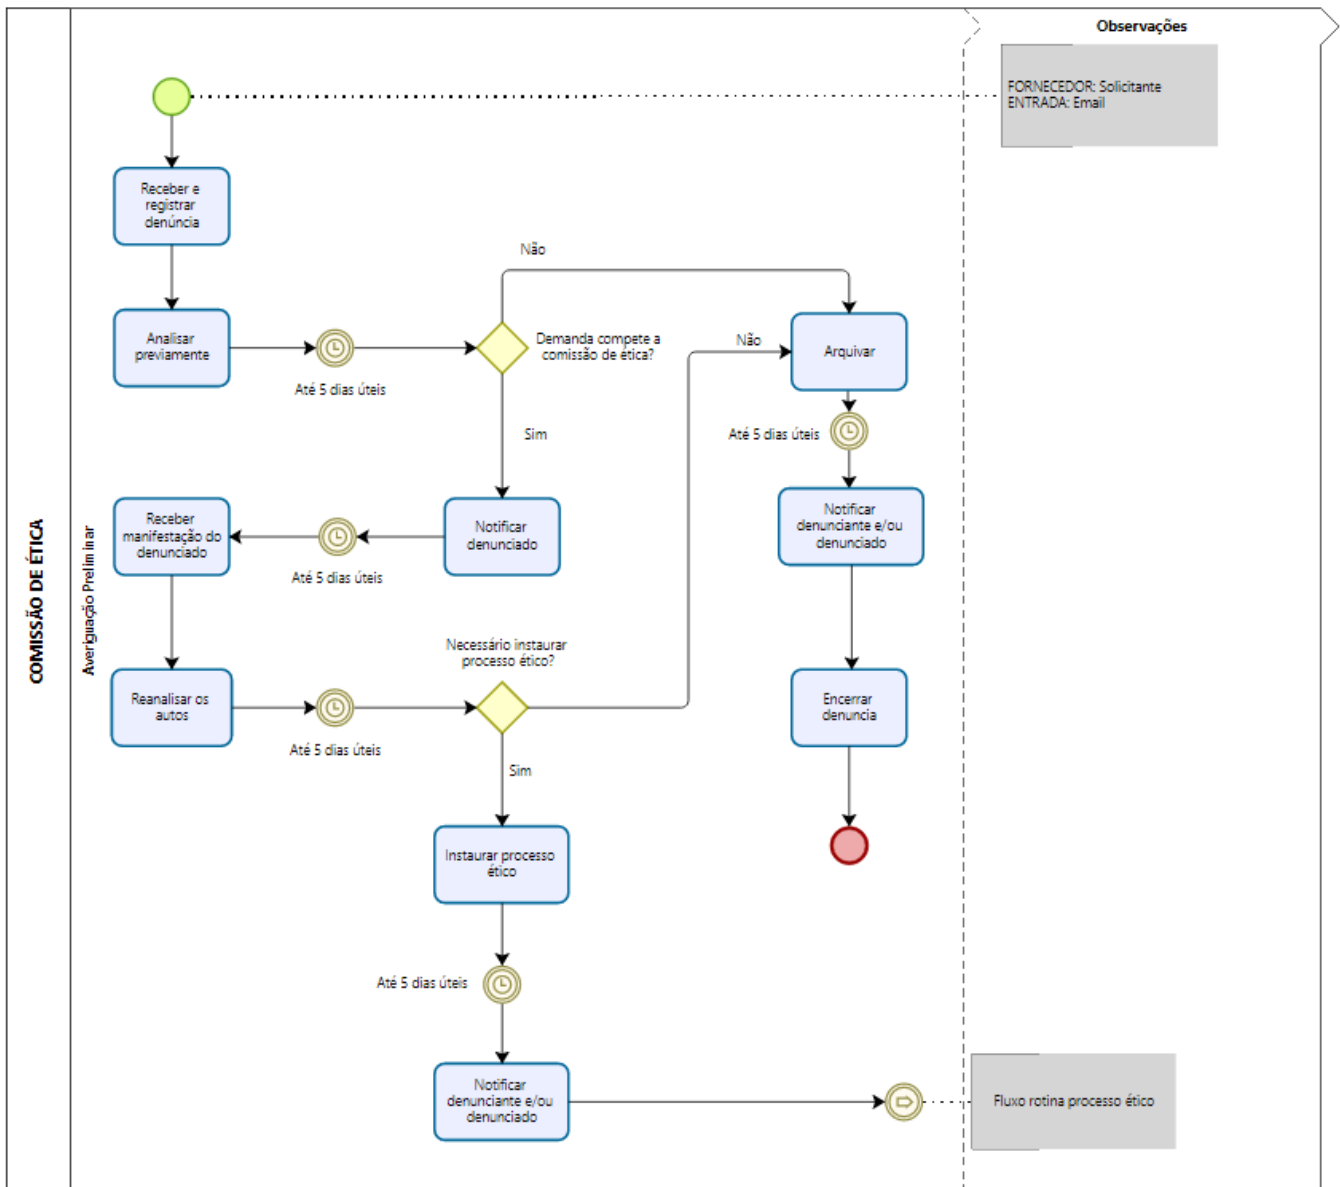 Observações
FORNECEDOR: Solicitante
ENTRADA: Email
COMISSÃO DE ÉTICA
Averiguação Preliminar
Receber e
registrar
denúncia
Analisar
previamente
Até 5 dias úteis
Não
Demanda compete a
comissão de ética?
Sim
Não
Arquivar
Até 5 dias úteis
Notificar
denunciante e/ou
denunciado
Encerrar
denuncia
Notificar
denunciado
Até 5 dias úteis
Receber
manifestação do
denunciado
Reanalisar os
autos
Até 5 dias úteis
Necessário instaurar
processo ético?
Sim
Instaurar processo
ético
Até 5 dias úteis
Notificar
denunciante e/ou
denunciado
Fluxo rotina processo ético